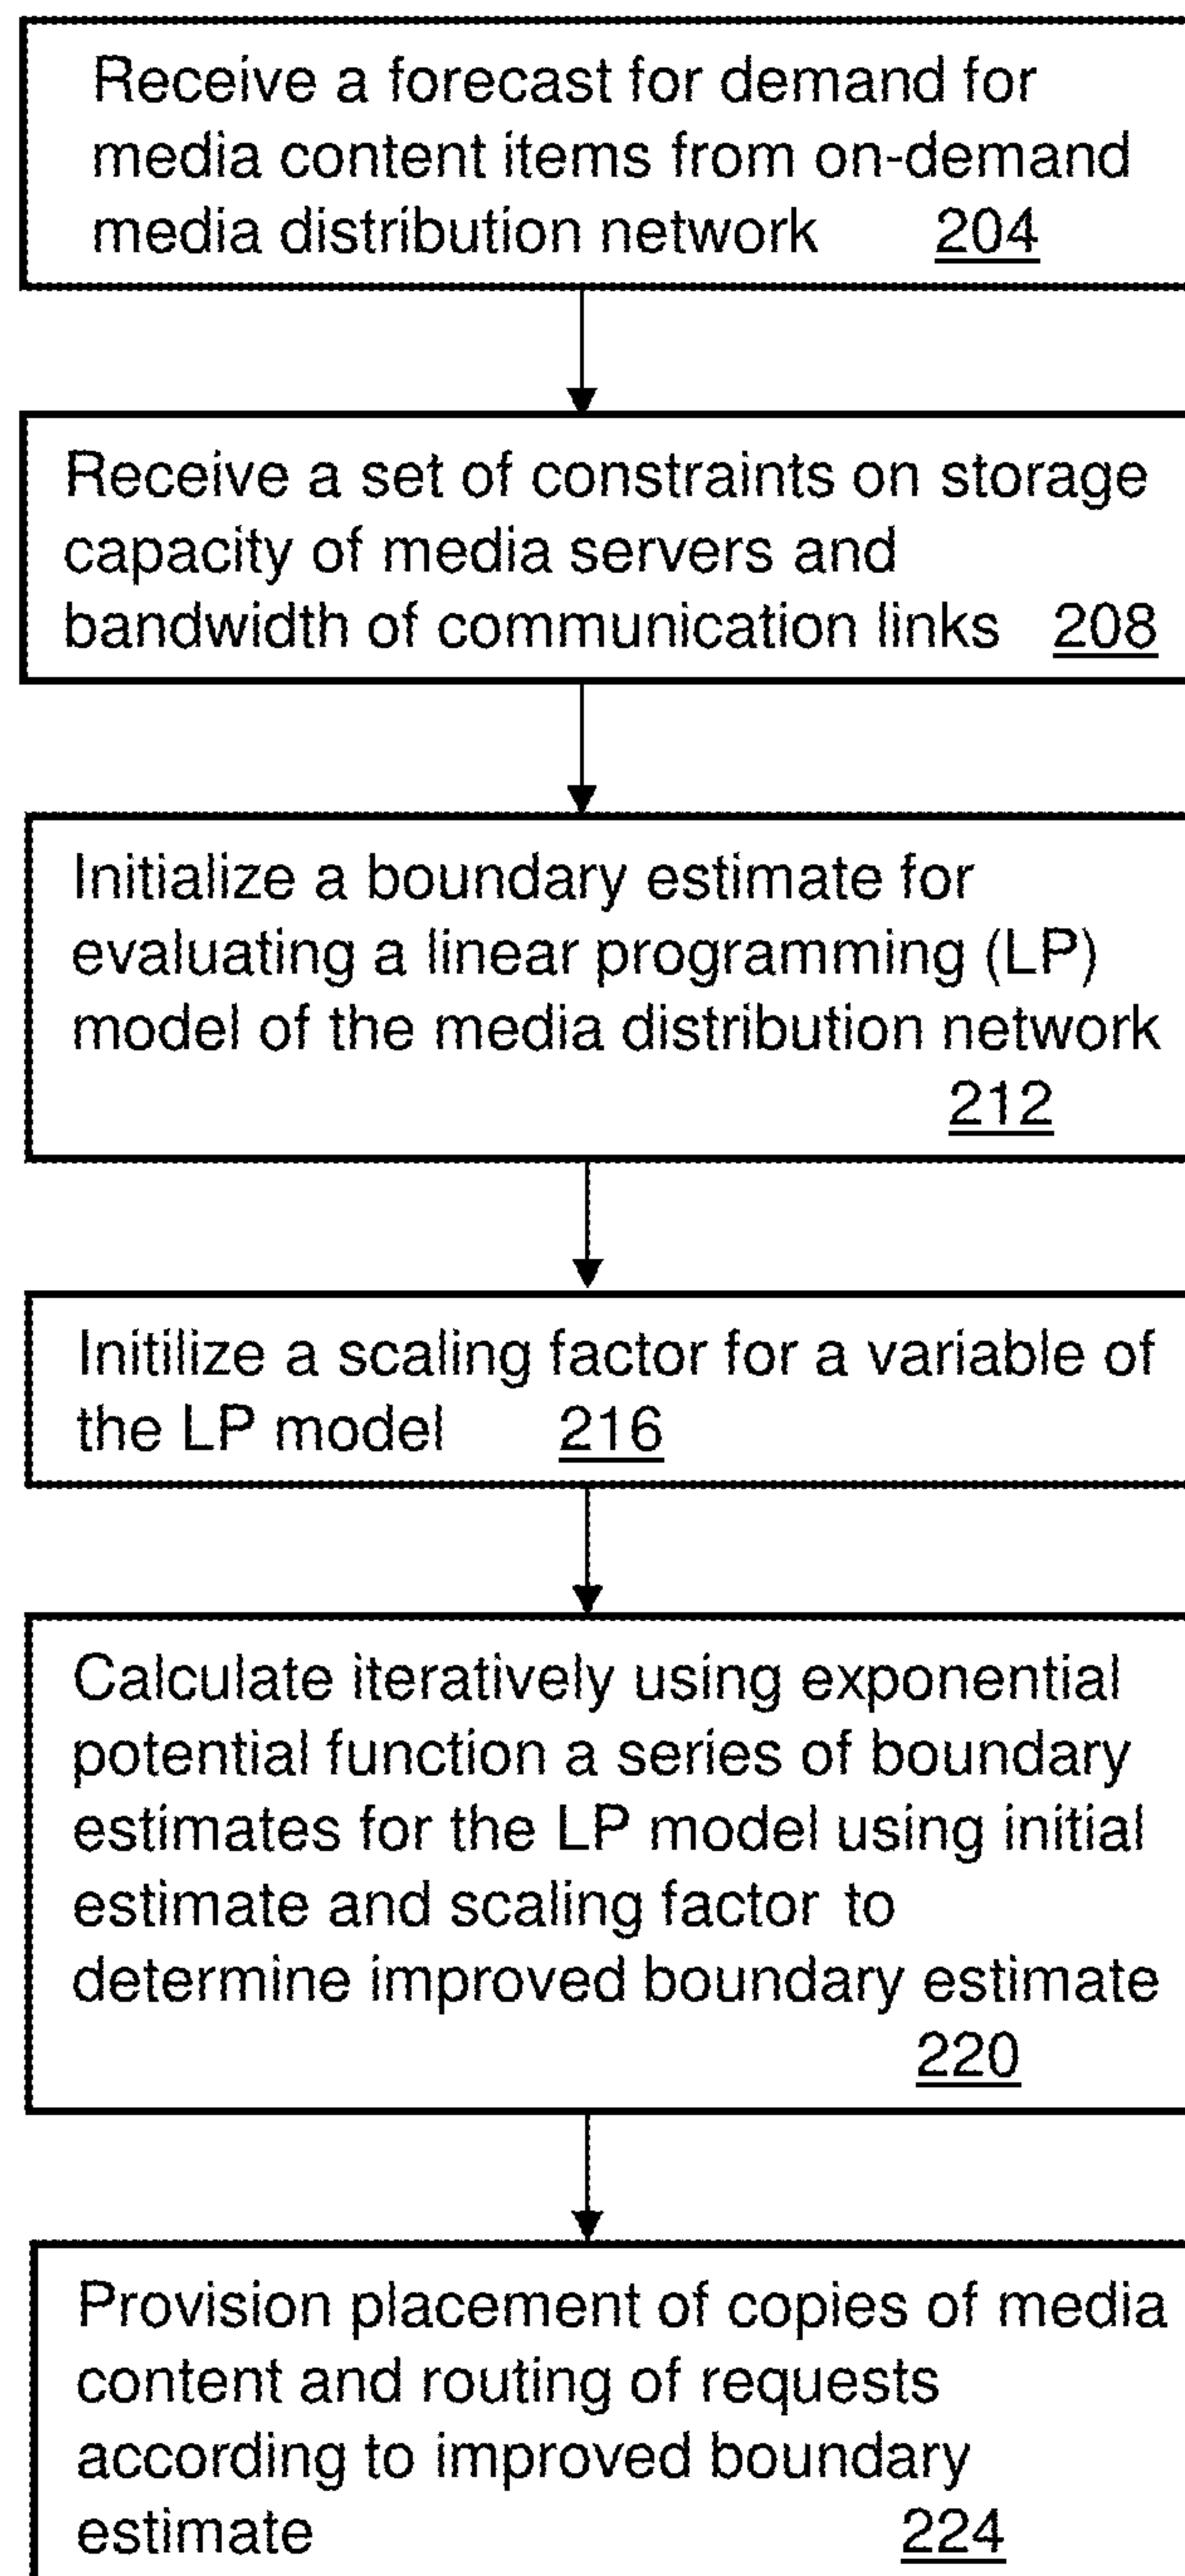 Receive a forecast for demand for
media content items from on-demand
media distribution network 204
Receive a set of constraints on storage
capacity of media servers and
bandwidth of communication links 208
Initialize a boundary estimate for
evaluating a linear programming (LP)
model of the media distribution network
212
Initilize a scaling factor for a variable of
the LP model 216
Calculate iteratively using exponential
potential function a series of boundary
estimates for the LP model using initial
estimate and scaling factor to
determine improved boundary estimate
220
Provision placement of copies of media
content and routing of requests
according to improved boundary
estimate 224